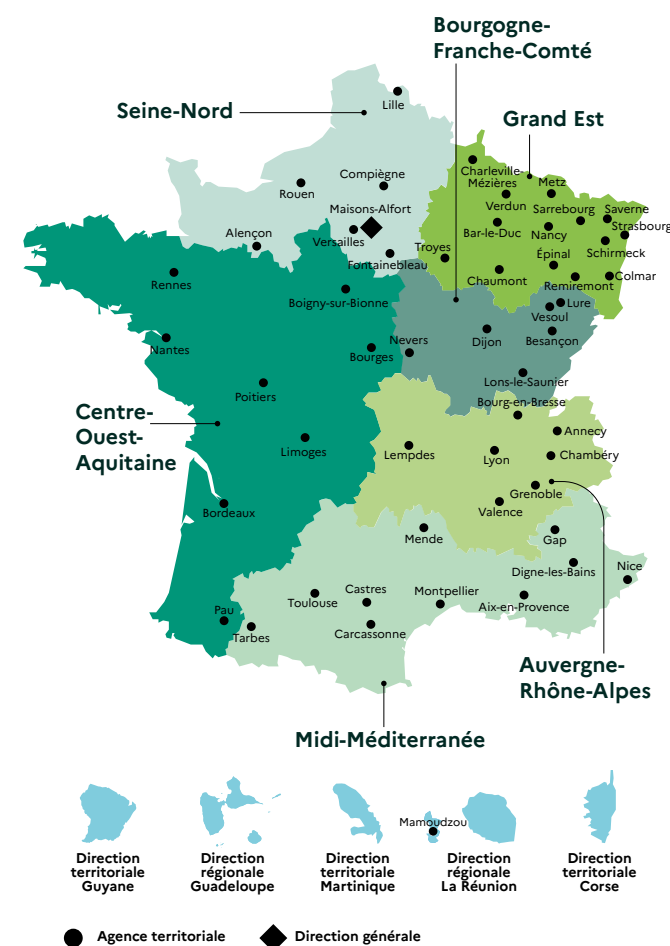 Bourgogne-
Franche-Comté
Seine-Nord
Grand Est
Lille
Charleville-
Mézières
Metz
Compiègne
Rouen
Verdun
Sarrebourg
Saverne
Maisons-Alfort
Bar-le-Duc
Nancy
Strasbourg
Alençon
Versailles
Troyes
Épinal
Schirmeck
Fontainebleau
Chaumont
Remiremont
Colmar
Rennes
Boigny-sur-Bionne
Lure
Vesoul
Nantes
Bourges
Nevers
Dijon
Besançon
Lons-le-Saunier
Poitiers
Bourg-en-Bresse
Centre-
Ouest-
Aquitaine
Annecy
Limoges
Lempdes
Lyon
Chambéry
Grenoble
Valence
Bordeaux
Mende
Gap
Digne-les-Bains
Nice
Toulouse
Castres
Montpellier
Aix-en-Provence
Pau
Tarbes
Carcassonne
Auvergne-
Rhône-Alpes
Midi-Méditerranée
Mamoudzou
Direction
territoriale
Guyane
Direction
régionale
Guadeloupe
Direction
territoriale
Martinique
Direction
régionale
La Réunion
Direction
territoriale
Corse
Agence territoriale
Direction générale